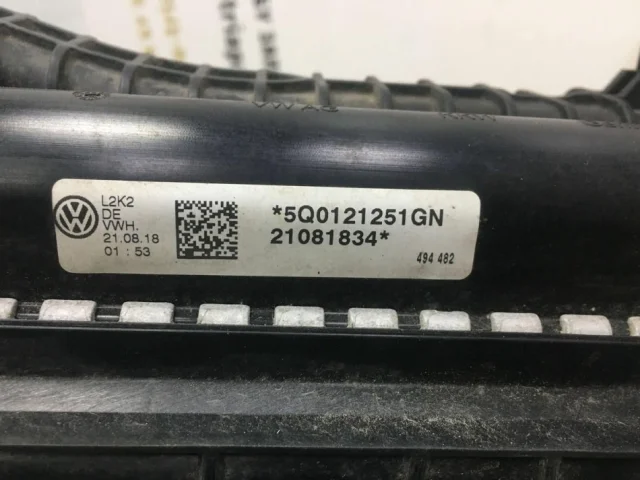 L2K2
DE
VWH.
21.08.18
01 : 53
*5Q0121251GN
21081834*
494 482